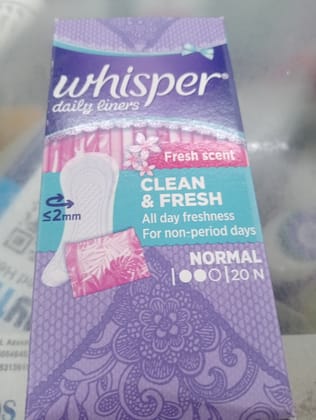 whisper®
daily liners
Fresh scent
≤2mm
CLEAN
& FRESH
All day freshness
For non-period days
NORMAL
20 N